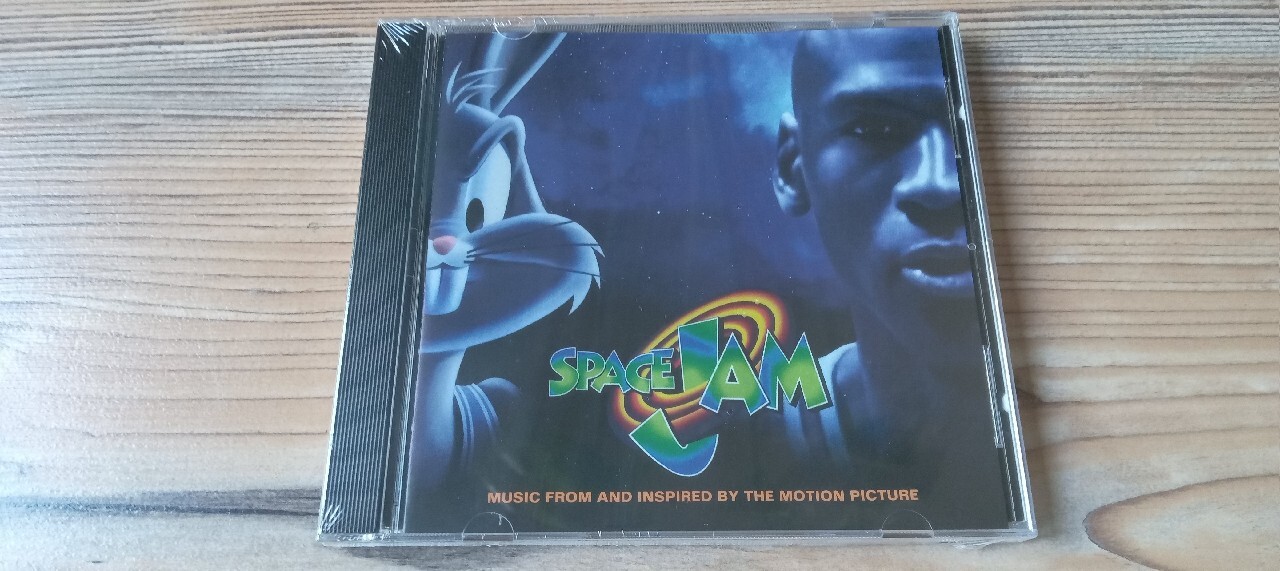 SPACE JAM
MUSIC FROM AND INSPIRED BY THE MOTION PICTURE